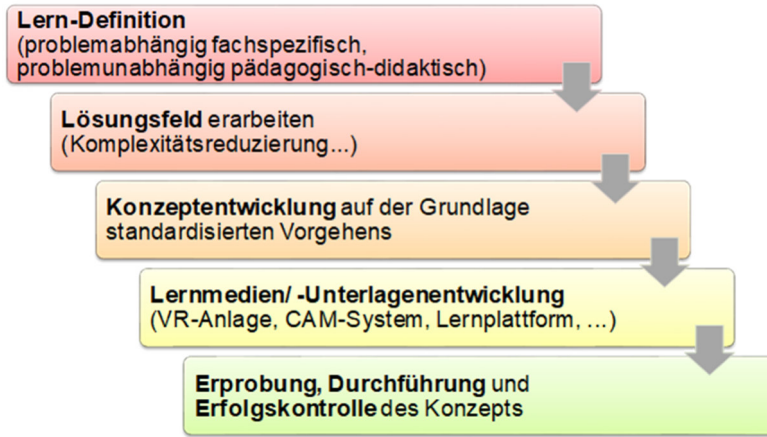 Lern-Definition
(problemabhängig fachspezifisch,
problemunabhängig pädagogisch-didaktisch)
Lösungsfeld erarbeiten
(Komplexitätsreduzierung...)
Konzeptentwicklung auf der Grundlage
standardisierten Vorgehens
Lernmedien/ -Unterlagenentwicklung
(VR-Anlage, CAM-System, Lernplattform, ...)
Erprobung, Durchführung und
Erfolgskontrolle des Konzepts